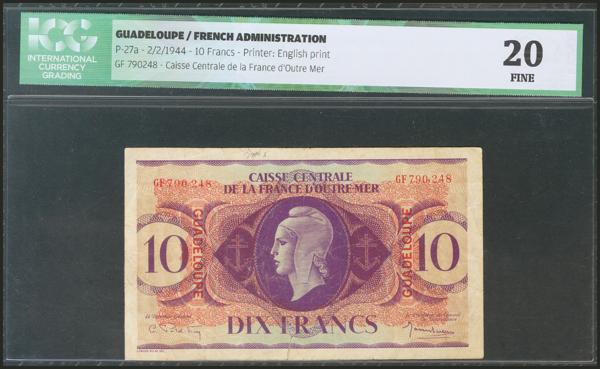 ICG
INTERNATIONAL
CURRENCY
GRADING
GUADELOUPE / FRENCH ADMINISTRATION
P-27a - 2/2/1944 - 10 Francs - Printer: English print
GF 790248 - Caisse Centrale de la France d'Outre Mer
20
FINE
CAISSE CENTRALE
DE LA FRANCE D'OUTRE-MER
GF 790,248
GF 790,248
10
GUADELOUPE
GUADELOUPE
10
DIX FRANCS